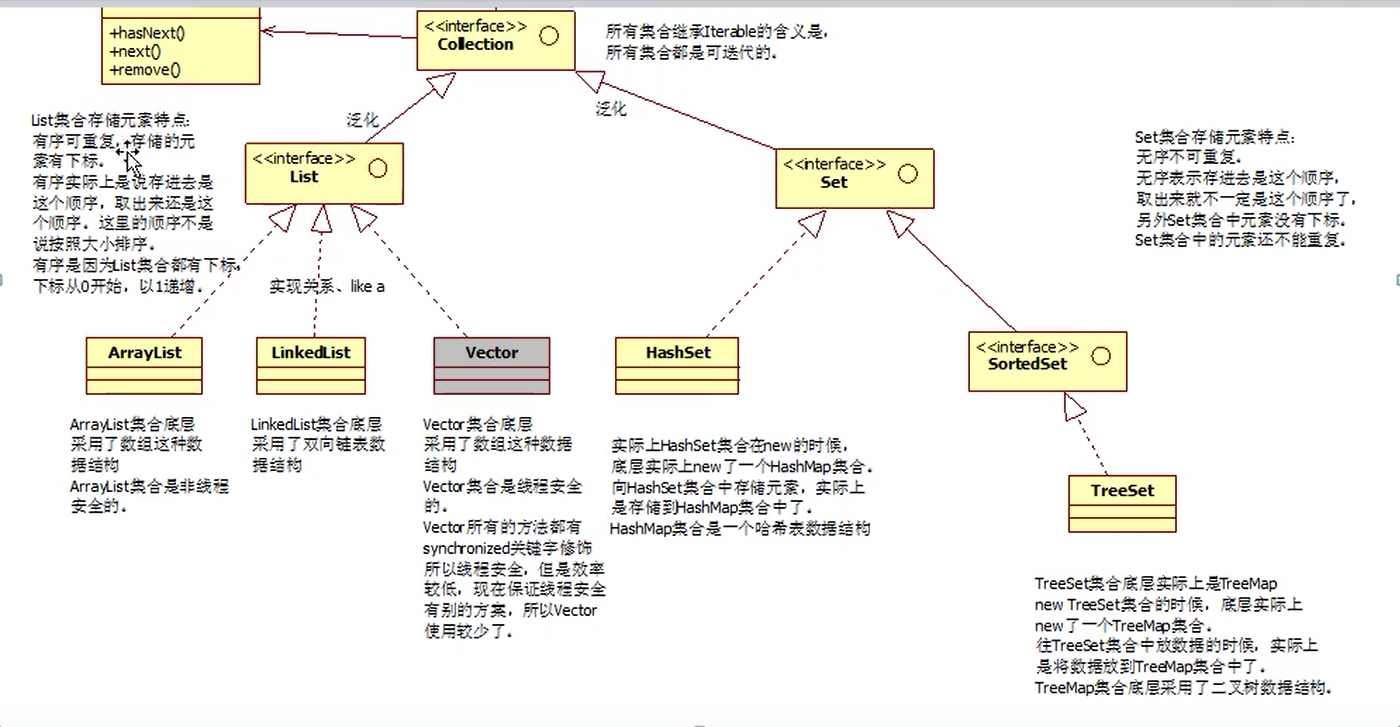 +hasNext()
+next()
+remove()
<<interface>>
Collection
所有集合继承Iterable的含义是，
所有集合都是可迭代的。
泛化
泛化
List集合存储元素特点：
有序可重复，存储的元
素有下标。
有序实际上是说存进去是
这个顺序，取出来还是这
个顺序。这里的顺序不是
说按照大小排序。
有序是因为List集合都有下标，
下标从0开始，以1递增。
<<interface>>
List
<<interface>>
Set
Set集合存储元素特点：
无序不可重复。
无序表示存进去是这个顺序，
取出来就不一定是这个顺序了，
另外Set集合中元素没有下标。
Set集合中的元素还不能重复。
实现关系、like a
ArrayList
LinkedList
Vector
HashSet
<<interface>>
SortedSet
ArrayList集合底层
采用了数组这种数
据结构
ArrayList集合是非线程
安全的。
LinkedList集合底层
采用了双向链表数
据结构
Vector集合底层
采用了数组这种数据
结构
Vector集合是线程安全
的。
Vector所有的方法都有
synchronized关键字修饰
所以线程安全，但是效率
较低，现在保证线程安全
有别的方案，所以Vector
使用较少了。
实际上HashSet集合在new的时候，
底层实际上new了一个HashMap集合。
向HashSet集合中存储元素，实际上
是存储到HashMap集合中了。
HashMap集合是一个哈希表数据结构
TreeSet
TreeSet集合底层实际上是TreeMap
new TreeSet集合的时候，底层实际上
new了一个TreeMap集合。
往TreeSet集合中放数据的时候，实际上
是将数据放到TreeMap集合中了。
TreeMap集合底层采用了二叉树数据结构。